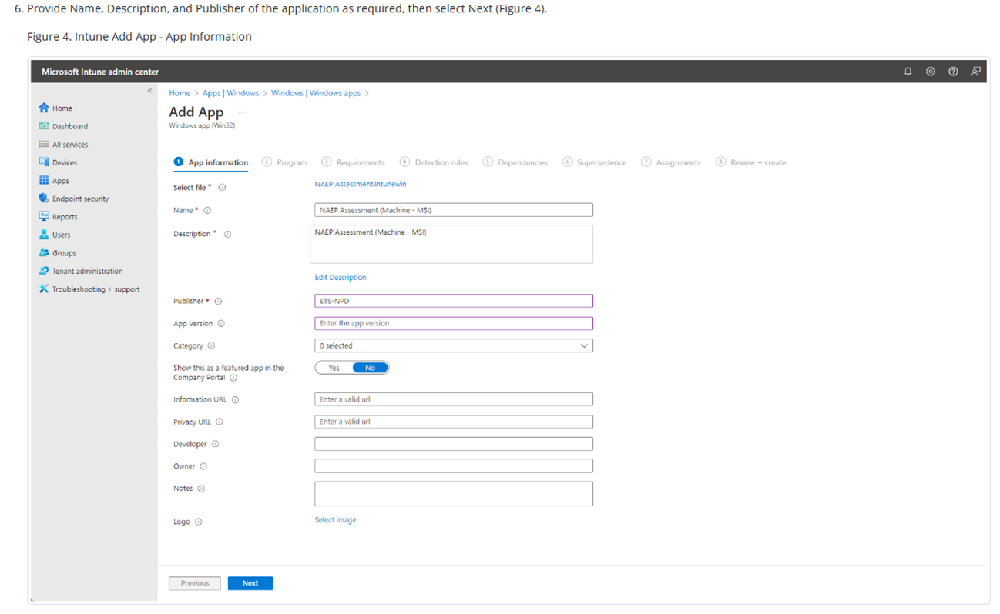 6. Provide Name, Description, and Publisher of the application as required, then select Next (Figure 4).
Figure 4. Intune Add App - App Information
Microsoft Intune admin center
«
Home > Apps | Windows > Windows | Windows apps >
Add App ...
Windows app (Win32)
Home
Dashboard
All services
Devices
Apps
Endpoint security
Reports
Users
Groups
Tenant administration
Troubleshooting + support
1 App information 2 Program 3 Requirements 4 Detection rules 5 Dependencies 6 Supersedence 7 Assignments 8 Review + create
Select file * NAEP Assessment.intunewin
Name * NAEP Assessment (Machine - MSI)
Description * NAEP Assessment (Machine - MSI)
Edit Description
Publisher * ETS-NPD
App Version Enter the app version
Category 0 selected
Show this as a featured app in the
Company Portal Yes No
Information URL Enter a valid url
Privacy URL Enter a valid url
Developer
Owner
Notes
Logo Select image
Previous Next